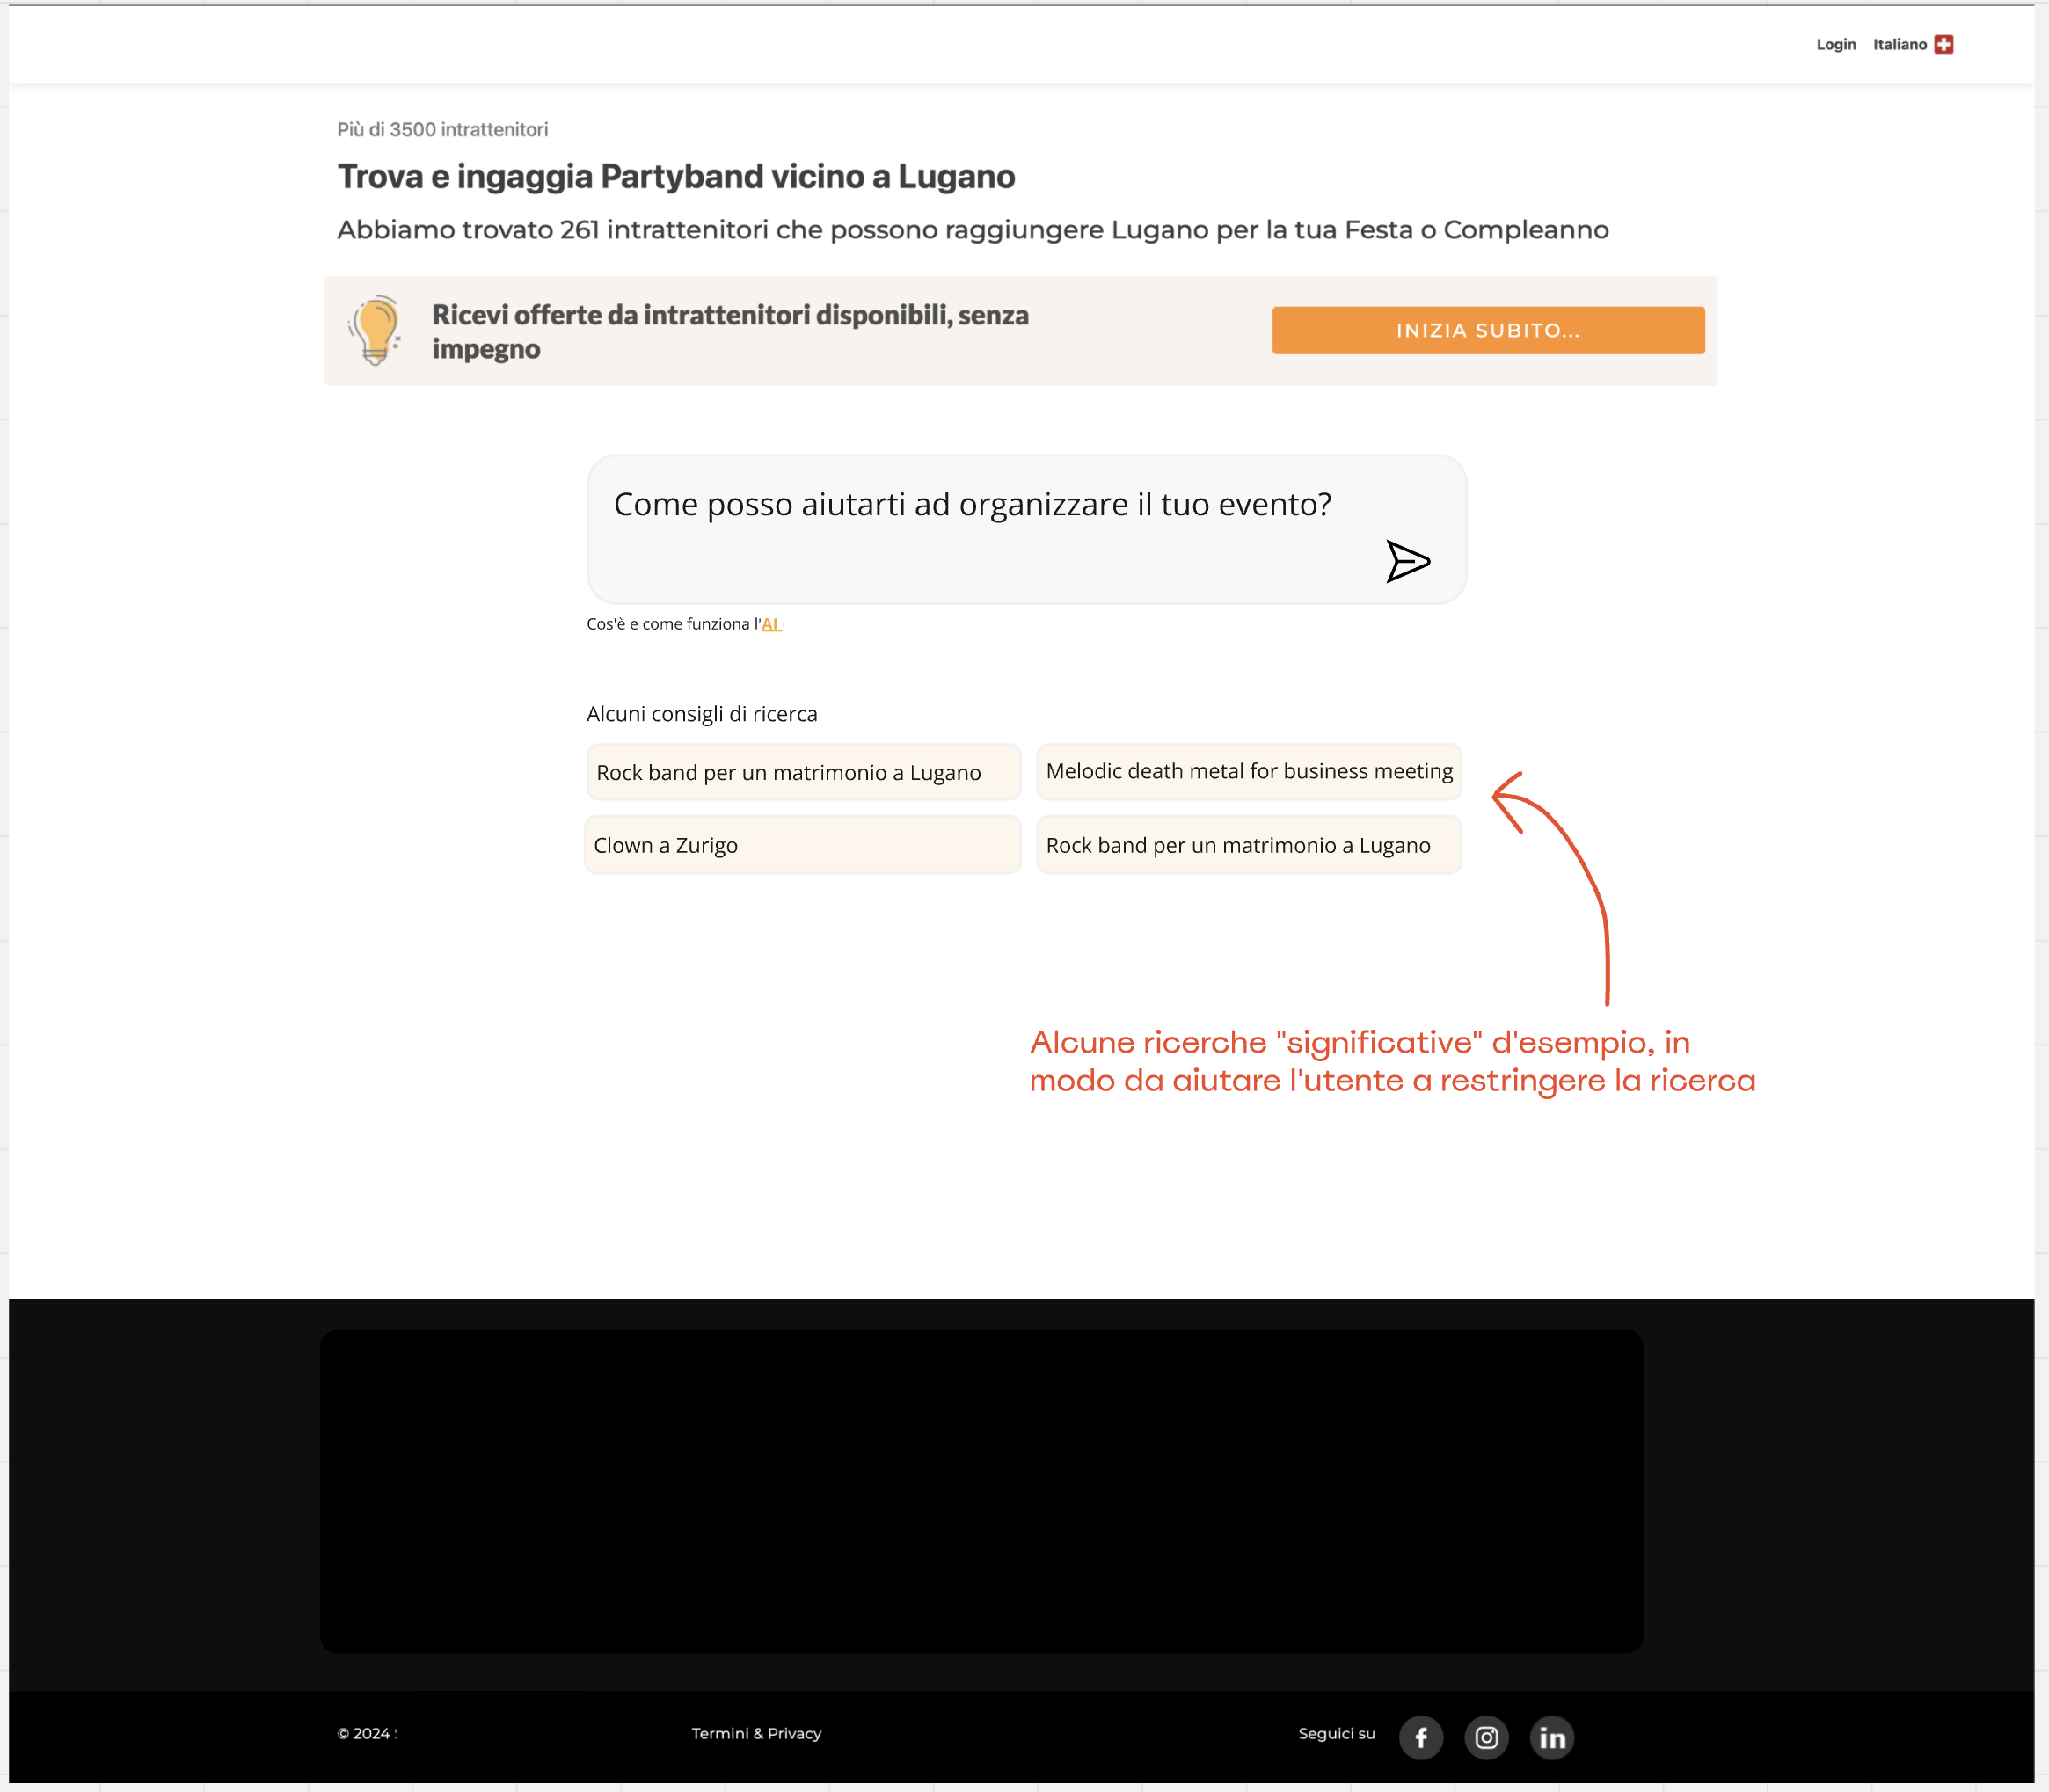 Login Italiano
Più di 3500 intrattenitori
Trova e ingaggia Partyband vicino a Lugano
Abbiamo trovato 261 intrattenitori che possono raggiungere Lugano per la tua Festa o Compleanno
Ricevi offerte da intrattenitori disponibili, senza
impegno
INIZIA SUBITO...
Come posso aiutarti ad organizzare il tuo evento?
Cos'è e come funziona l'AI
Alcuni consigli di ricerca
Rock band per un matrimonio a Lugano
Melodic death metal for business meeting
Clown a Zurigo
Rock band per un matrimonio a Lugano
Alcune ricerche "significative" d'esempio, in
modo da aiutare l'utente a restringere la ricerca
© 2024
Termini & Privacy
Seguici su